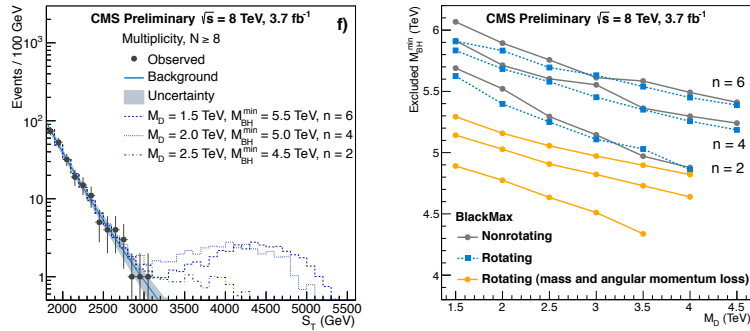 CMS Preliminary √s = 8 TeV, 3.7 fb⁻¹
Multiplicity, N ≥ 8
f)
Observed
Background
Uncertainty
M_D = 1.5 TeV, M_BH^min = 5.5 TeV, n = 6
M_D = 2.0 TeV, M_BH^min = 5.0 TeV, n = 4
M_D = 2.5 TeV, M_BH^min = 4.5 TeV, n = 2
Events / 100 GeV
10³
10²
10
1
2000 2500 3000 3500 4000 4500 5000 5500
S_T (GeV)
CMS Preliminary √s = 8 TeV, 3.7 fb⁻¹
Excluded M_BH^min (TeV)
6
5.5
5
4.5
4
n = 6
n = 4
n = 2
BlackMax
Nonrotating
Rotating
Rotating (mass and angular momentum loss)
1.5 2 2.5 3 3.5 4 4.5
M_D (TeV)